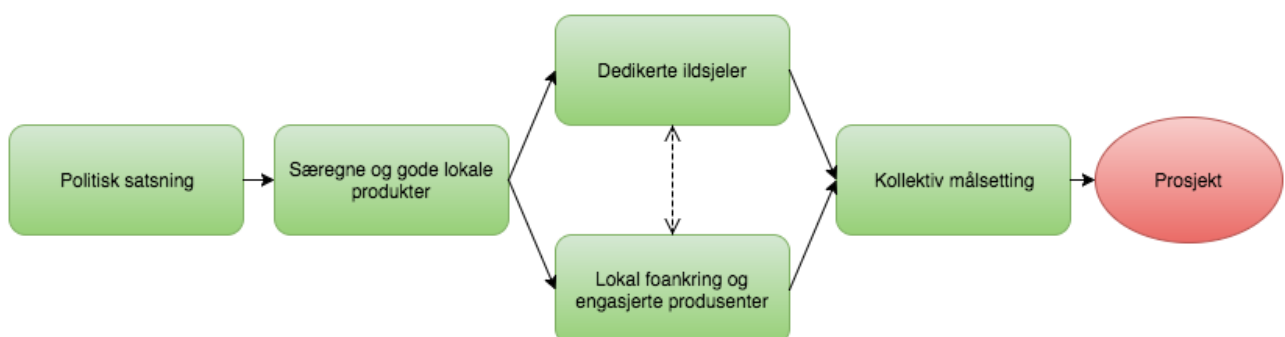 Politisk satsning
Særegne og gode lokale
produkter
Dedikerte ildsjeler
Lokal foankring og
engasjerte produsenter
Kollektiv målsetting
Prosjekt